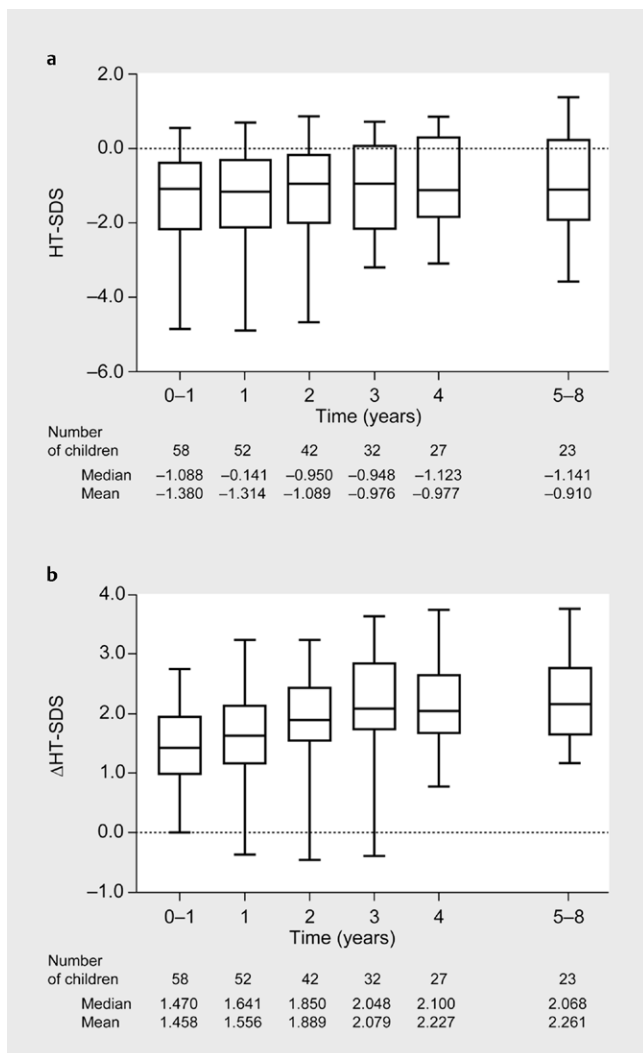 a
2.0
0.0
–2.0
–4.0
–6.0
HT-SDS
0–1 1 2 3 4 5–8
Time (years)
Number
of children 58 52 42 32 27 23
Median –1.088 –0.141 –0.950 –0.948 –1.123 –1.141
Mean –1.380 –1.314 –1.089 –0.976 –0.977 –0.910
b
4.0
3.0
2.0
1.0
0.0
–1.0
ΔHT-SDS
0–1 1 2 3 4 5–8
Time (years)
Number
of children 58 52 42 32 27 23
Median 1.470 1.641 1.850 2.048 2.100 2.068
Mean 1.458 1.556 1.889 2.079 2.227 2.261